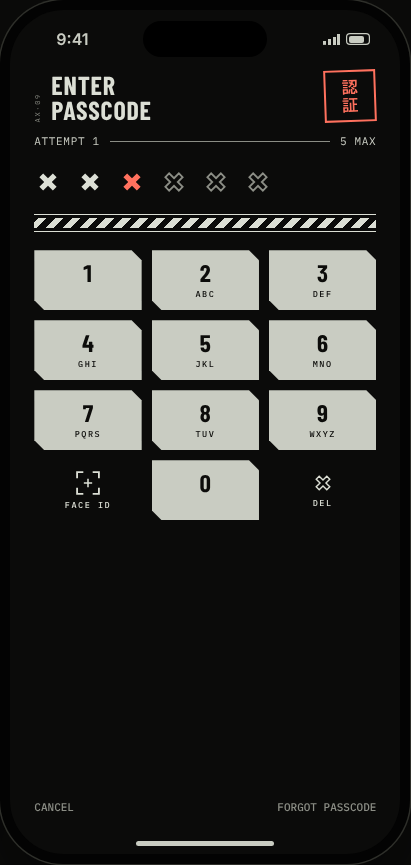 9:41
AX-09
ENTER
PASSCODE
認
証
ATTEMPT 1
5 MAX
1
2
ABC
3
DEF
4
GHI
5
JKL
6
MNO
7
PQRS
8
TUV
9
WXYZ
FACE ID
0
DEL
CANCEL
FORGOT PASSCODE